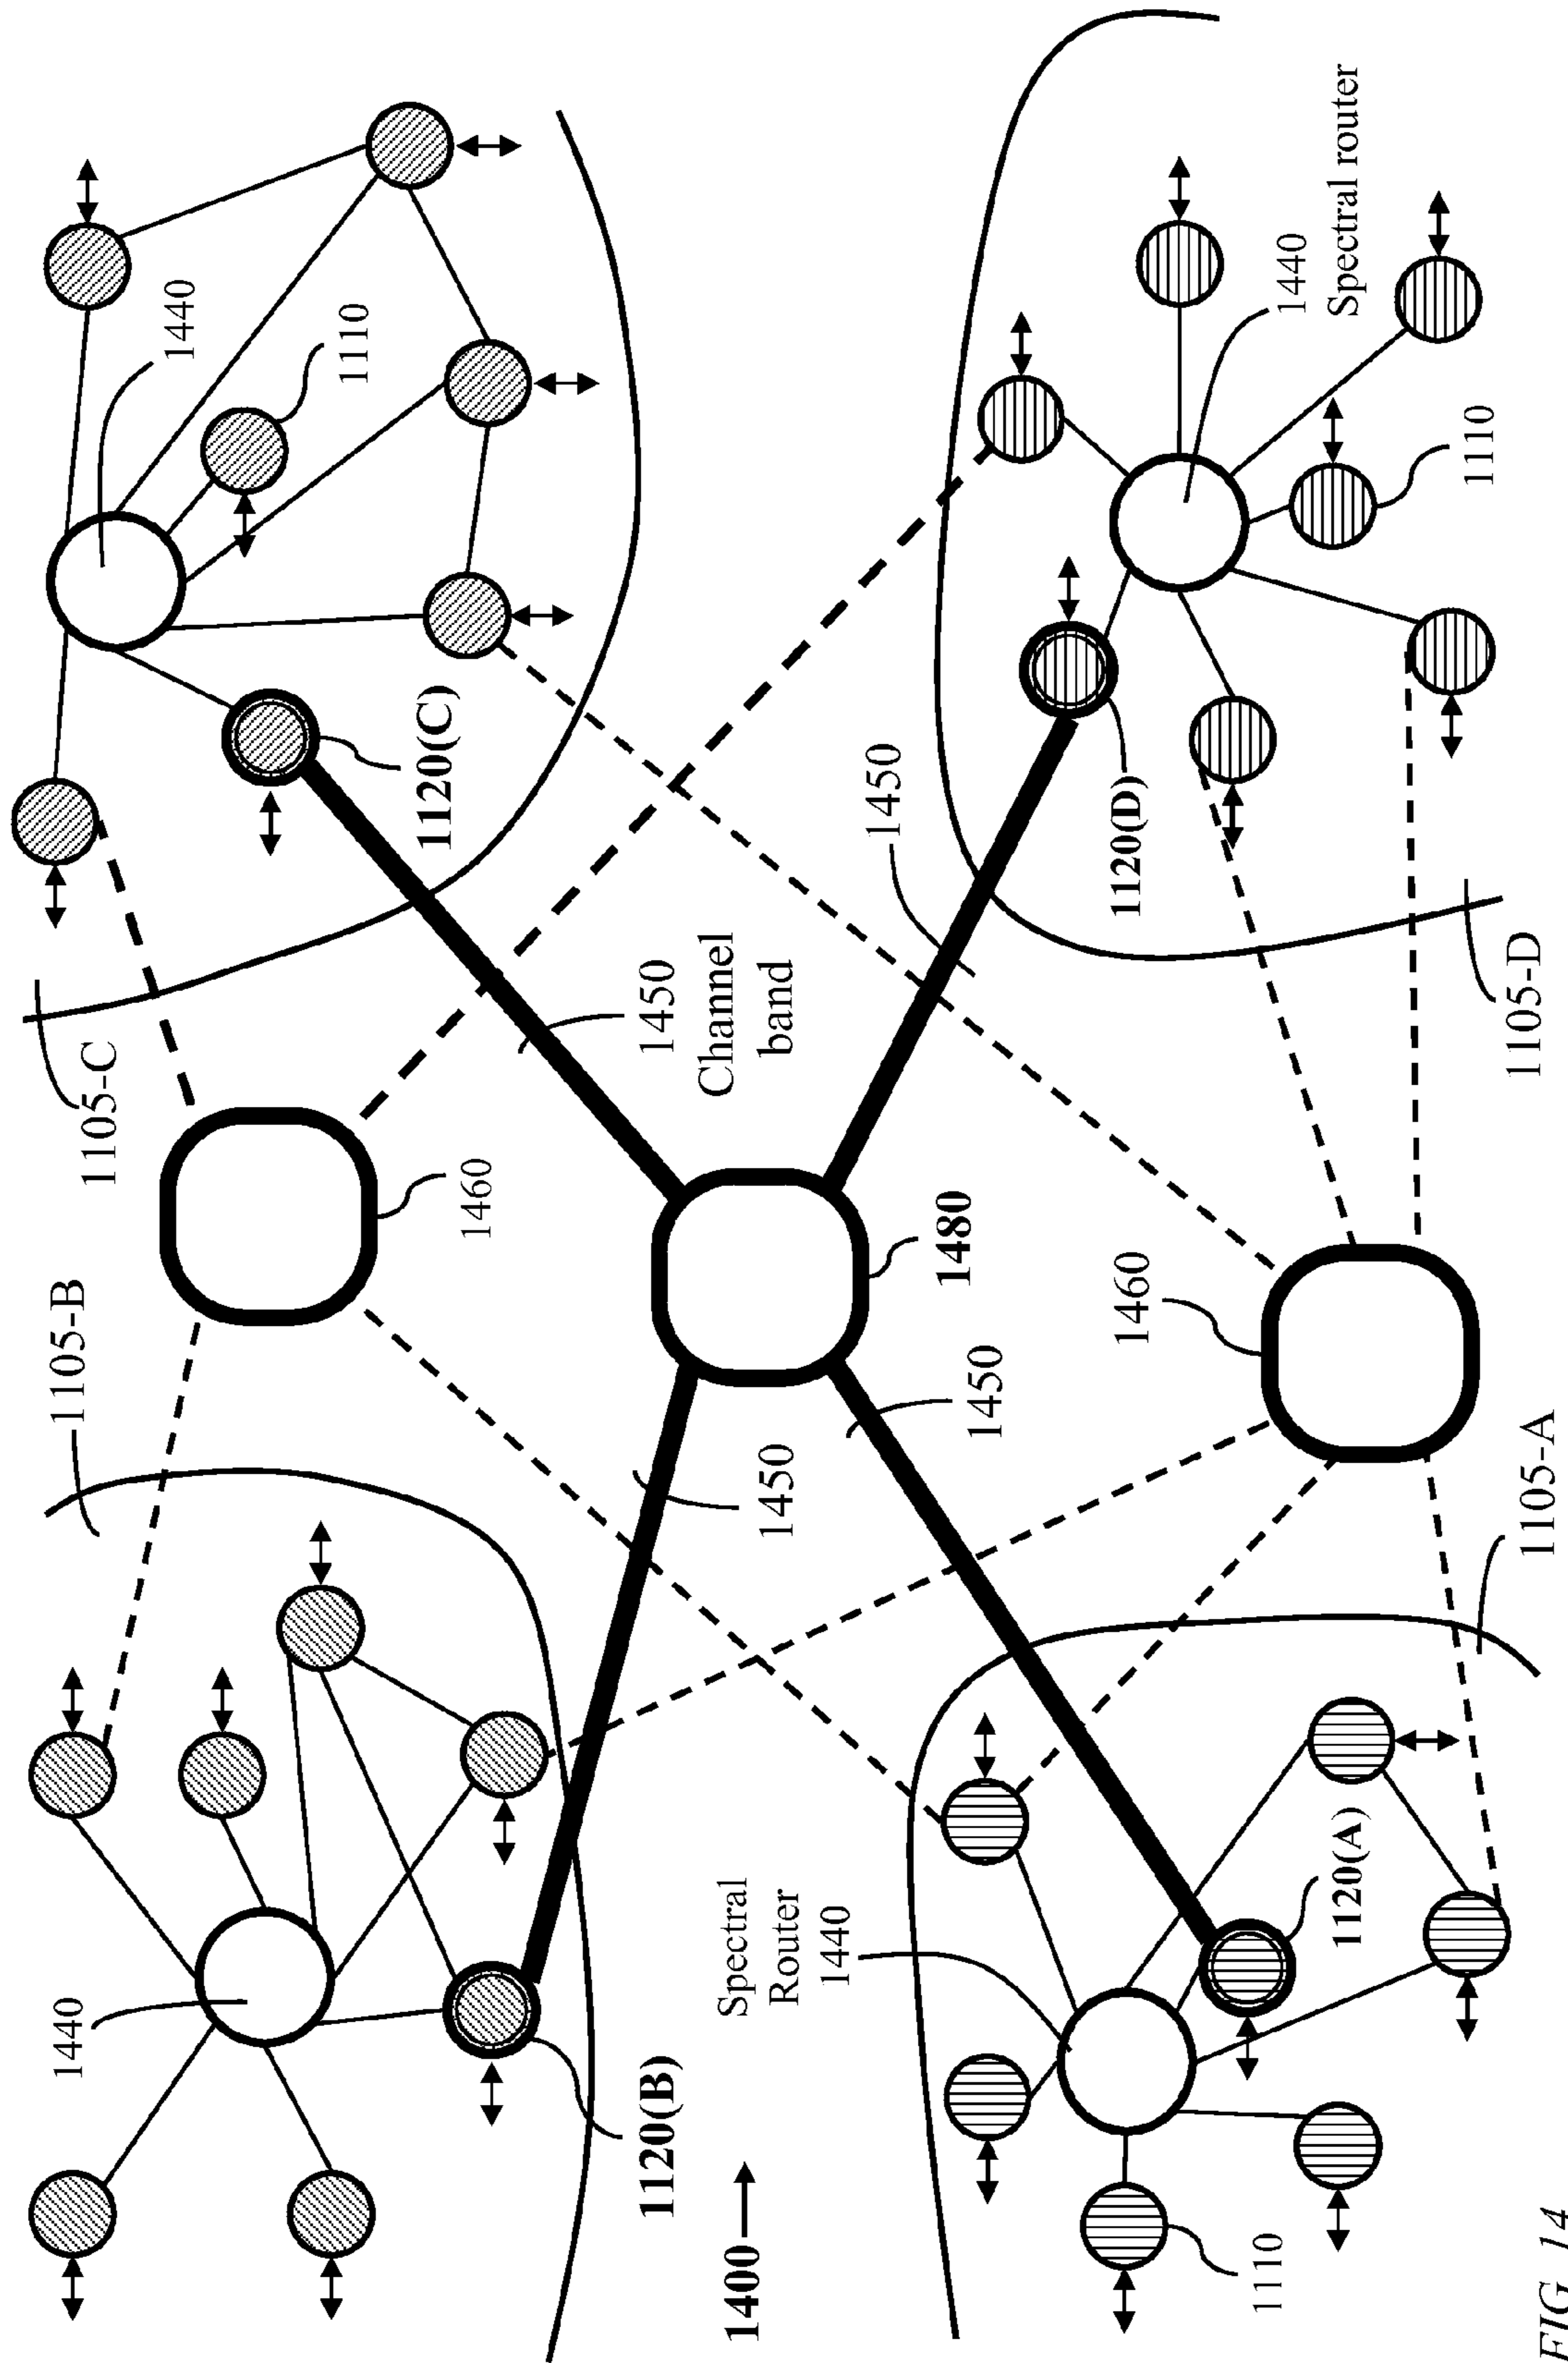 1440
1105-B
1105-C
1440
1110
1120(C)
1460
1120(B)
1450
Channel
band
1400
Spectral
Router
1440
1450
1450
1480
1450
1460
1120(D)
1110
1440
Spectral router
1120(A)
1110
1105-A
1105-D
FIG. 14